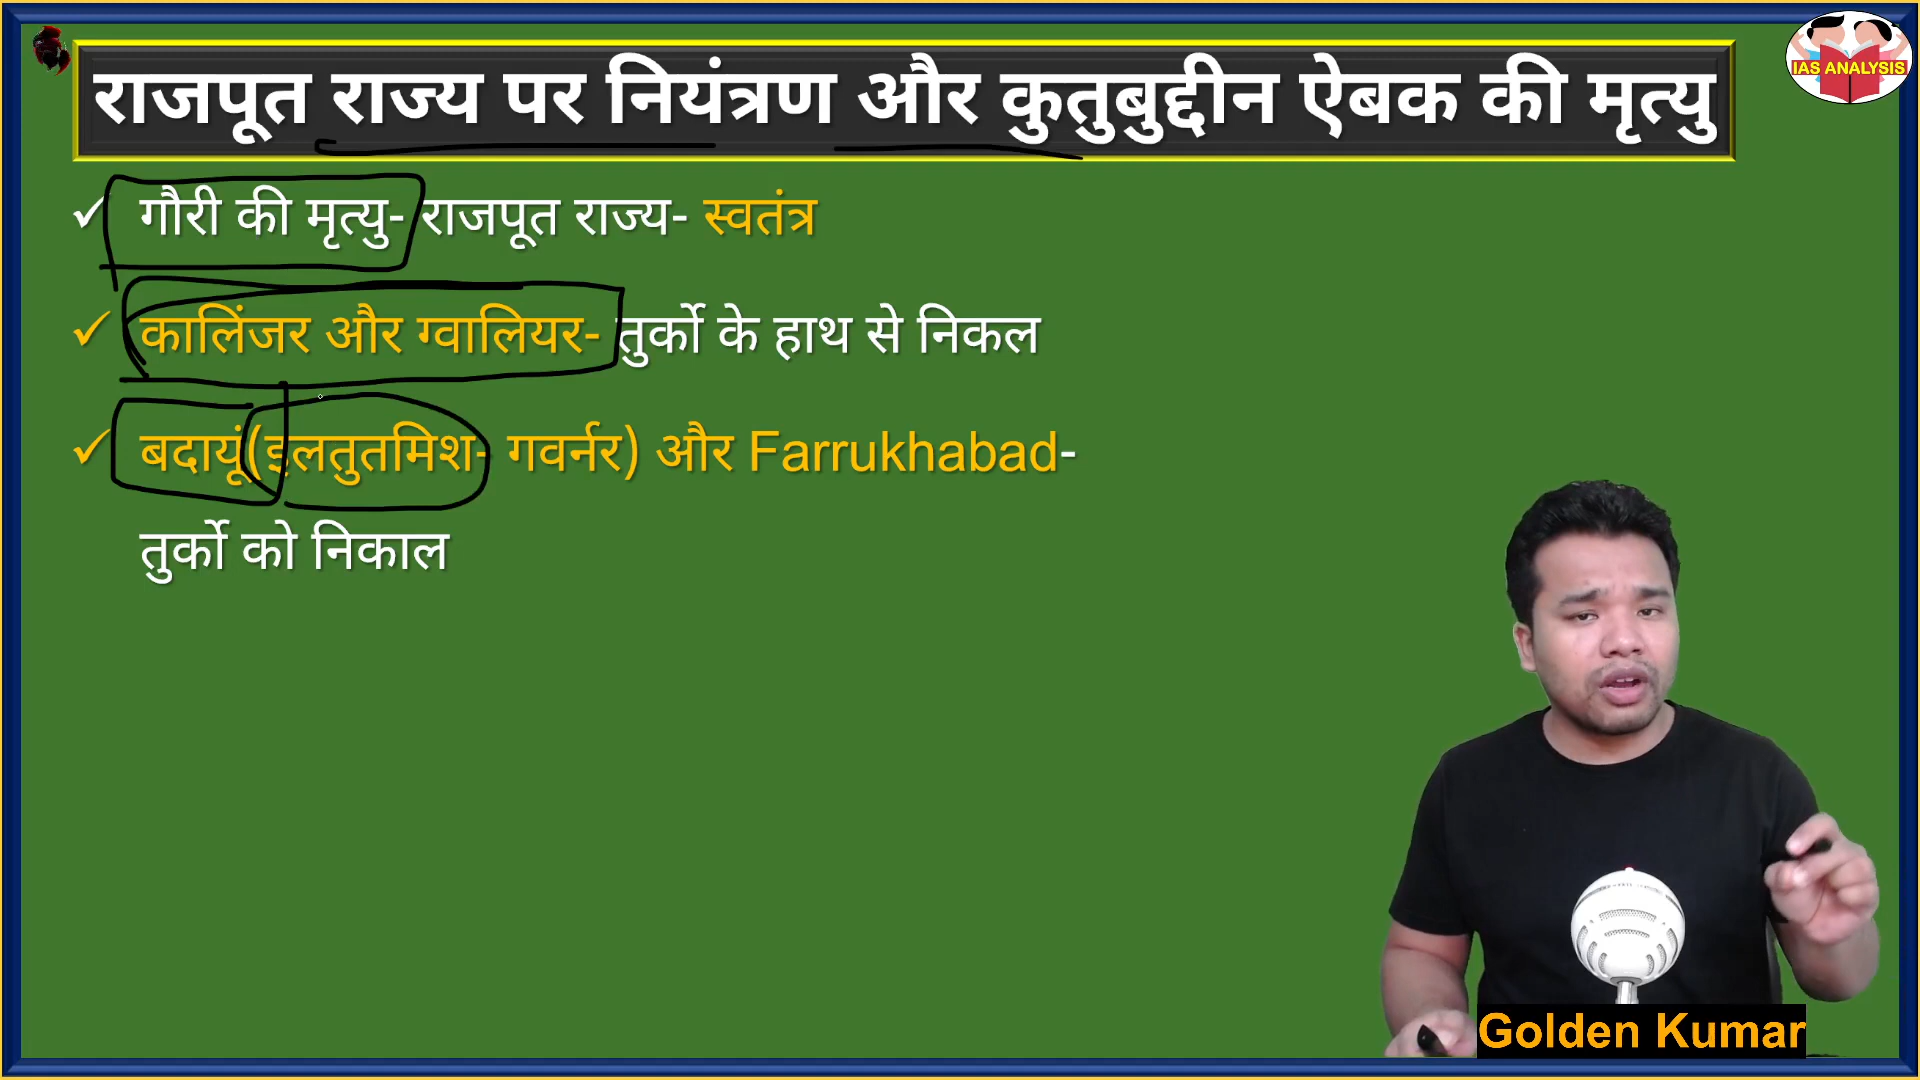 राजपूत राज्य पर नियंत्रण और कुतुबुद्दीन ऐबक की मृत्यु
IAS ANALYSIS
गौरी की मृत्यु- राजपूत राज्य- स्वतंत्र
कालिंजर और ग्वालियर- तुर्को के हाथ से निकल
बदायूं(इलतुतमिश- गवर्नर) और Farrukhabad-
तुर्को को निकाल
Golden Kumar